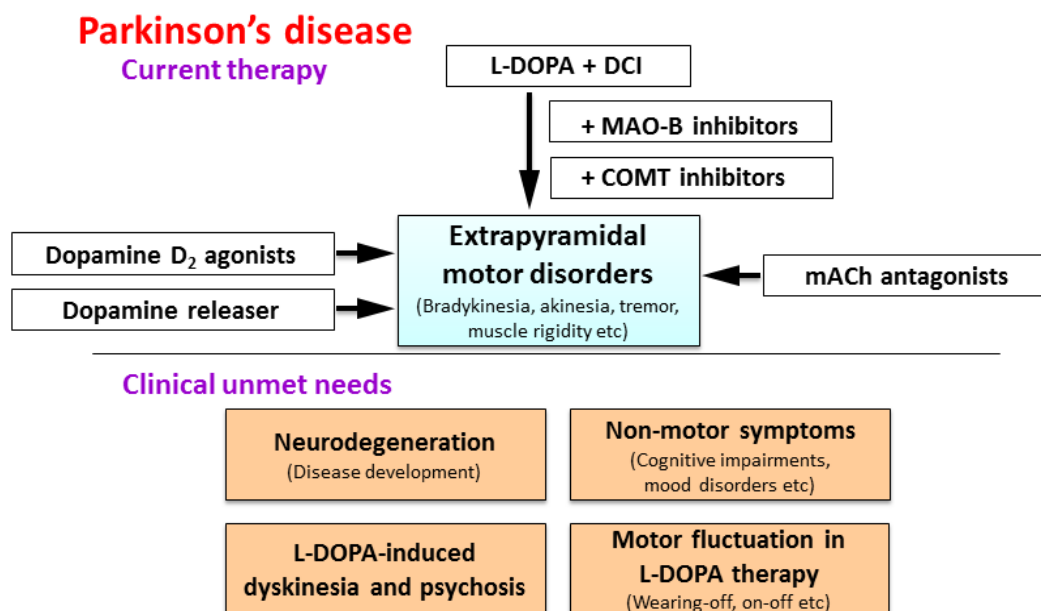 Parkinson's disease
Current therapy
L-DOPA + DCI
+ MAO-B inhibitors
+ COMT inhibitors
Dopamine D₂ agonists
Dopamine releaser
Extrapyramidal
motor disorders
(Bradykinesia, akinesia, tremor,
muscle rigidity etc)
mACh antagonists
Clinical unmet needs
Neurodegeneration
(Disease development)
Non-motor symptoms
(Cognitive impairments,
mood disorders etc)
L-DOPA-induced
dyskinesia and psychosis
Motor fluctuation in
L-DOPA therapy
(Wearing-off, on-off etc)